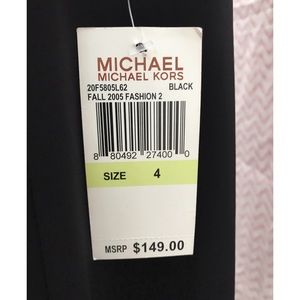 MICHAEL
MICHAEL KORS
20F5805L62 BLACK
FALL 2005 FASHION 2
8 80492 27400 0
SIZE 4
MSRP $149.00